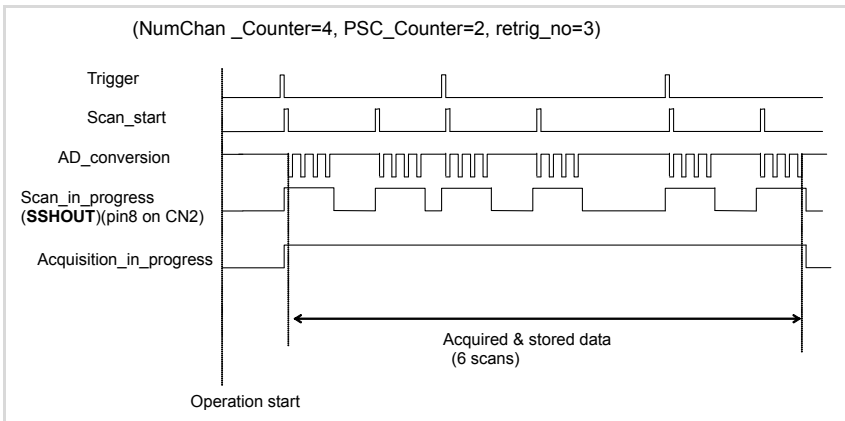 (NumChan _Counter=4, PSC_Counter=2, retrig_no=3)
Trigger
Scan_start
AD_conversion
Scan_in_progress
(SSHOUT)(pin8 on CN2)
Acquisition_in_progress
Acquired & stored data
(6 scans)
Operation start